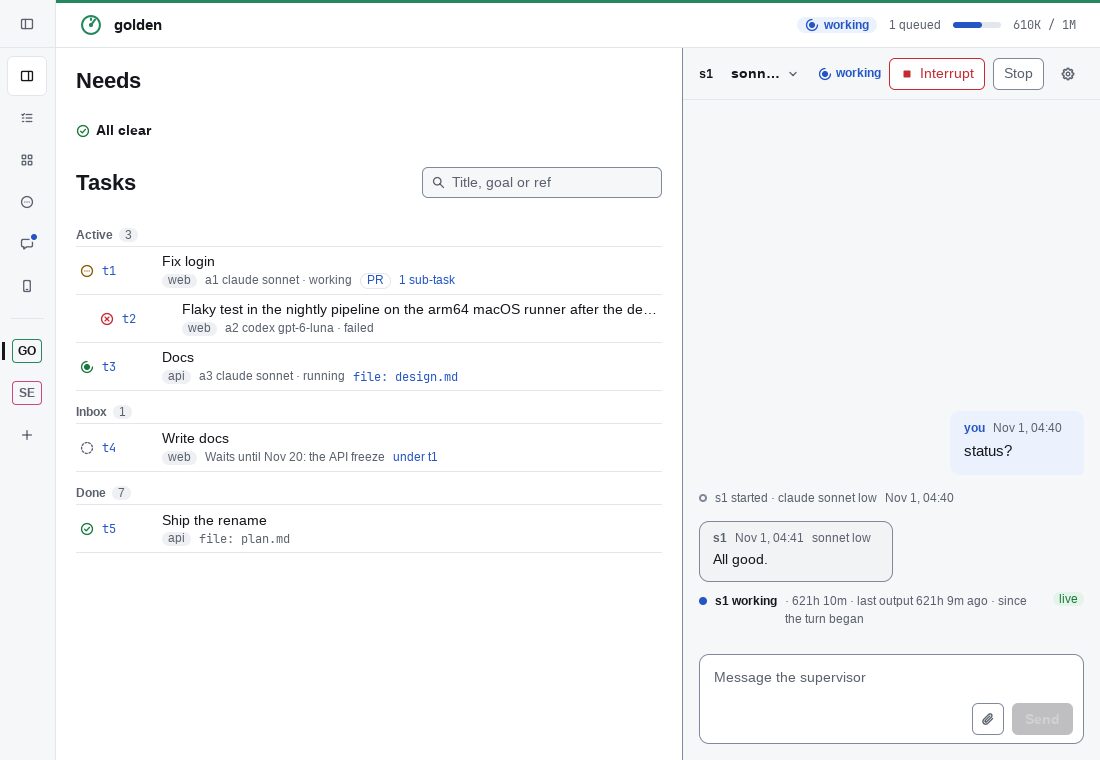 golden
working
1 queued
610K / 1M
GO
SE
Needs
All clear
Tasks
Title, goal or ref
Active 3
t1
Fix login
web a1 claude sonnet · working PR 1 sub-task
t2
Flaky test in the nightly pipeline on the arm64 macOS runner after the de…
web a2 codex gpt-6-luna · failed
t3
Docs
api a3 claude sonnet · running file: design.md
Inbox 1
t4
Write docs
web Waits until Nov 20: the API freeze under t1
Done 7
t5
Ship the rename
api file: plan.md
s1 sonn… working Interrupt Stop
you Nov 1, 04:40
status?
s1 started · claude sonnet low Nov 1, 04:40
s1 Nov 1, 04:41 sonnet low
All good.
s1 working · 621h 10m · last output 621h 9m ago · since
the turn began
live
Message the supervisor
Send